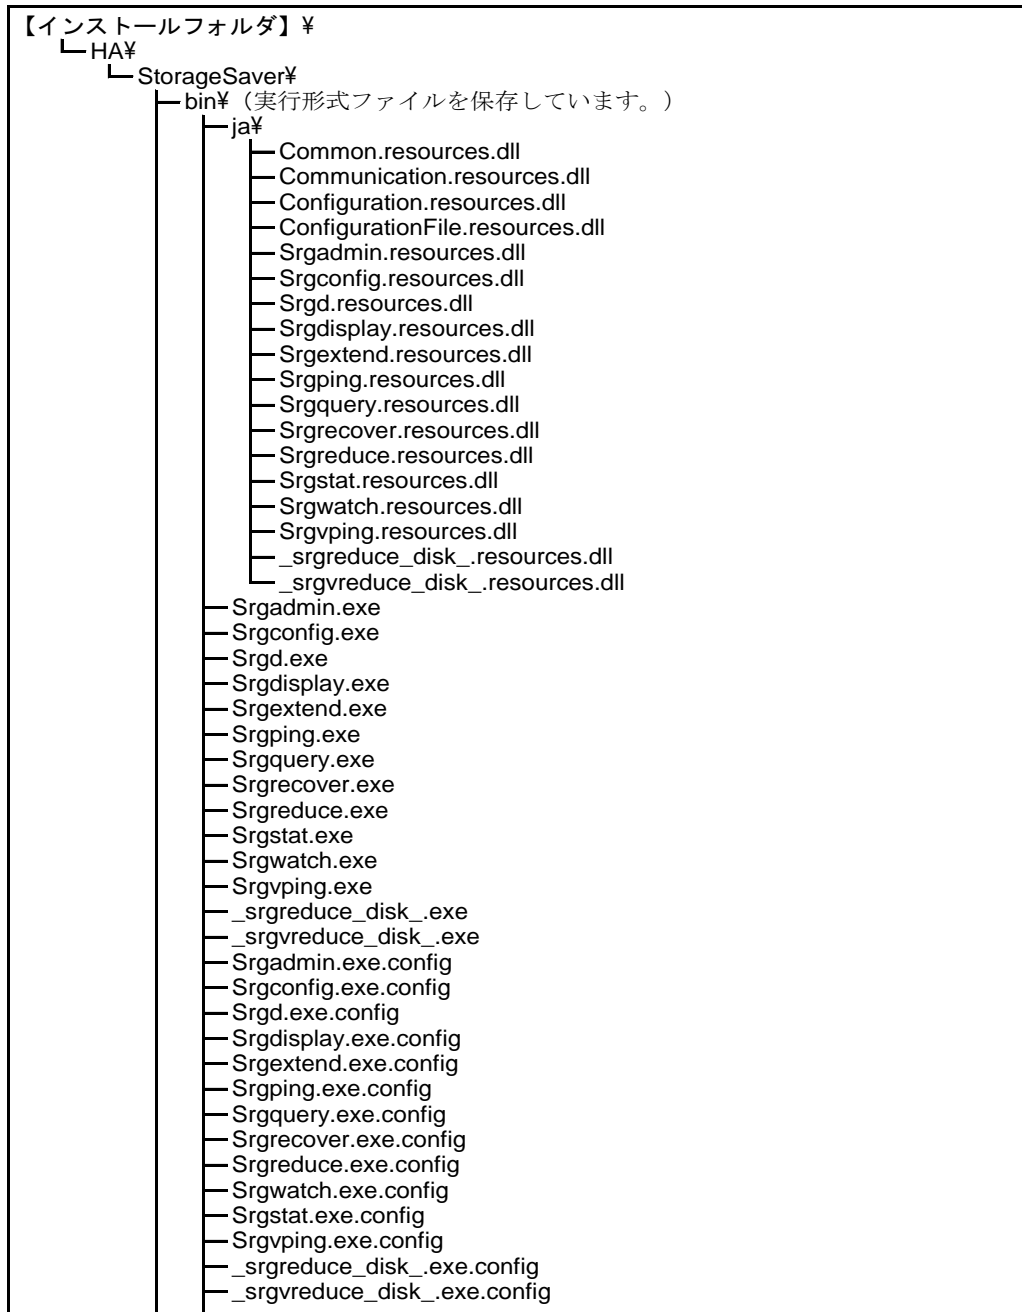 【インストールフォルダ】¥
HA¥
StorageSaver¥
bin¥（実行形式ファイルを保存しています。）
ja¥
Common.resources.dll
Communication.resources.dll
Configuration.resources.dll
ConfigurationFile.resources.dll
Srgadmin.resources.dll
Srgconfig.resources.dll
Srgd.resources.dll
Srgdisplay.resources.dll
Srgextend.resources.dll
Srgping.resources.dll
Srgquery.resources.dll
Srgrecover.resources.dll
Srgreduce.resources.dll
Srgstat.resources.dll
Srgwatch.resources.dll
Srgvping.resources.dll
_srgreduce_disk_.resources.dll
_srgvreduce_disk_.resources.dll
Srgadmin.exe
Srgconfig.exe
Srgd.exe
Srgdisplay.exe
Srgextend.exe
Srgping.exe
Srgquery.exe
Srgrecover.exe
Srgreduce.exe
Srgstat.exe
Srgwatch.exe
Srgvping.exe
_srgreduce_disk_.exe
_srgvreduce_disk_.exe
Srgadmin.exe.config
Srgconfig.exe.config
Srgd.exe.config
Srgdisplay.exe.config
Srgextend.exe.config
Srgping.exe.config
Srgquery.exe.config
Srgrecover.exe.config
Srgreduce.exe.config
Srgwatch.exe.config
Srgstat.exe.config
Srgvping.exe.config
_srgreduce_disk_.exe.config
_srgvreduce_disk_.exe.config